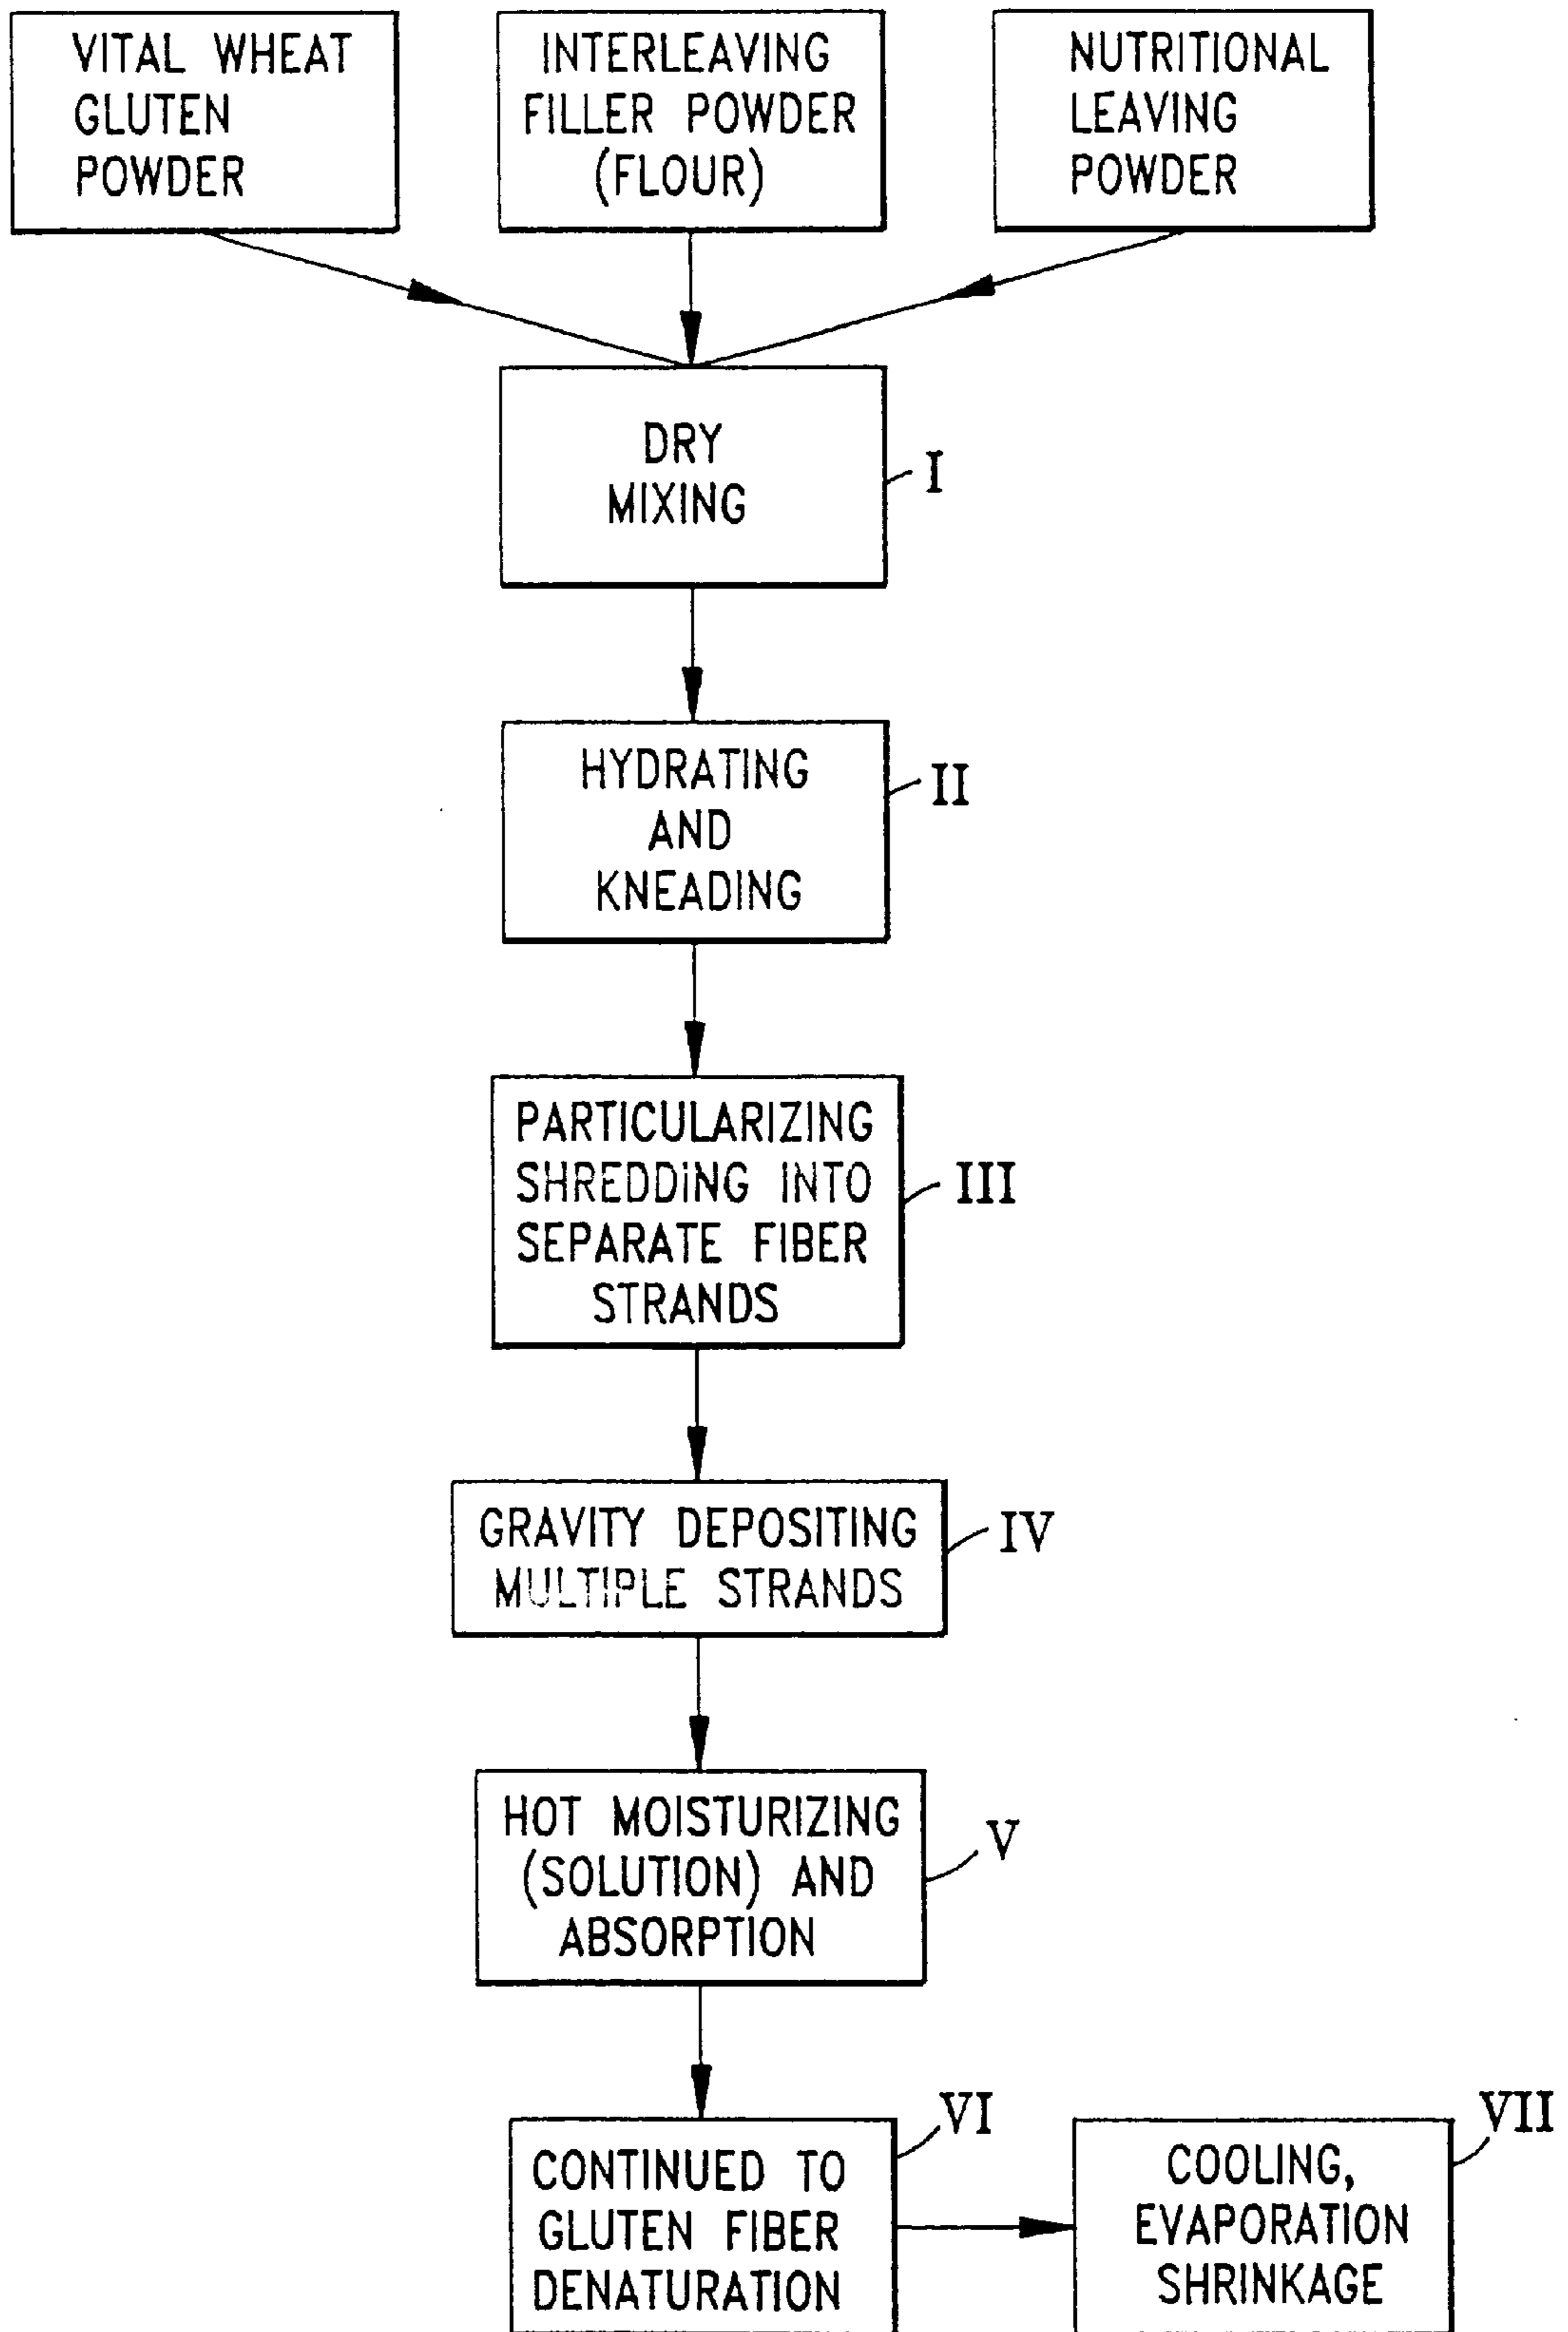 VITAL WHEAT
GLUTEN
POWDER
INTERLEAVING
FILLER POWDER
(FLOUR)
NUTRITIONAL
LEAVING
POWDER
DRY
MIXING
I
HYDRATING
AND
KNEADING
II
PARTICULARIZING
SHREDDING INTO
SEPARATE FIBER
STRANDS
III
GRAVITY DEPOSITING
MULTIPLE STRANDS
IV
HOT MOISTURIZING
(SOLUTION) AND
ABSORPTION
V
CONTINUED TO
GLUTEN FIBER
DENATURATION
VI
COOLING,
EVAPORATION
SHRINKAGE
VII